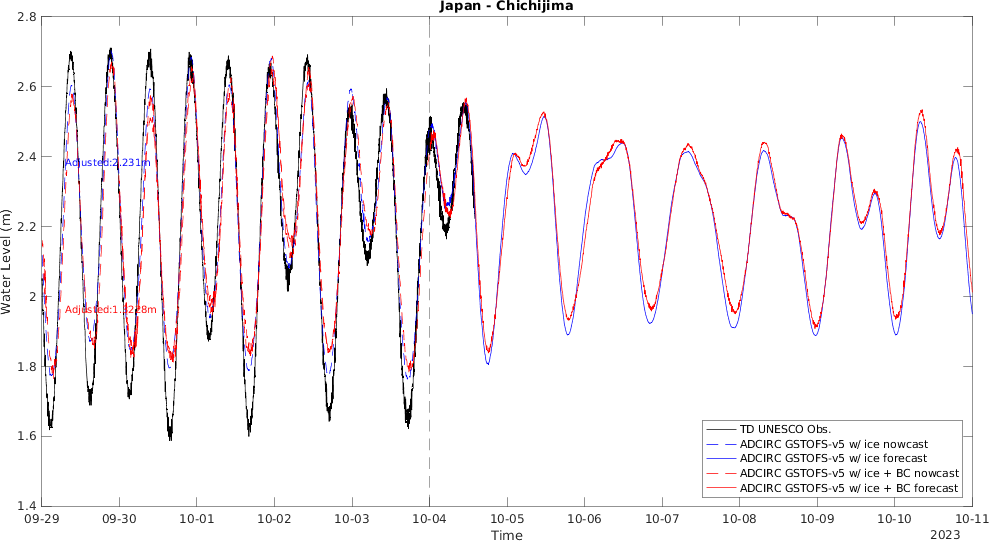 Japan - Chichijima
2.8
2.6
2.4
2.2
2
1.8
1.6
1.4
Water Level (m)
Adjusted:2.231m
TD UNESCO Obs.
ADCIRC GSTOFS-v5 w/ ice nowcast
ADCIRC GSTOFS-v5 w/ ice forecast
ADCIRC GSTOFS-v5 w/ ice + BC nowcast
ADCIRC GSTOFS-v5 w/ ice + BC forecast
09-29 09-30 10-01 10-02 10-03 10-04 10-05 10-06 10-07 10-08 10-09 10-10 10-11
Time
2023